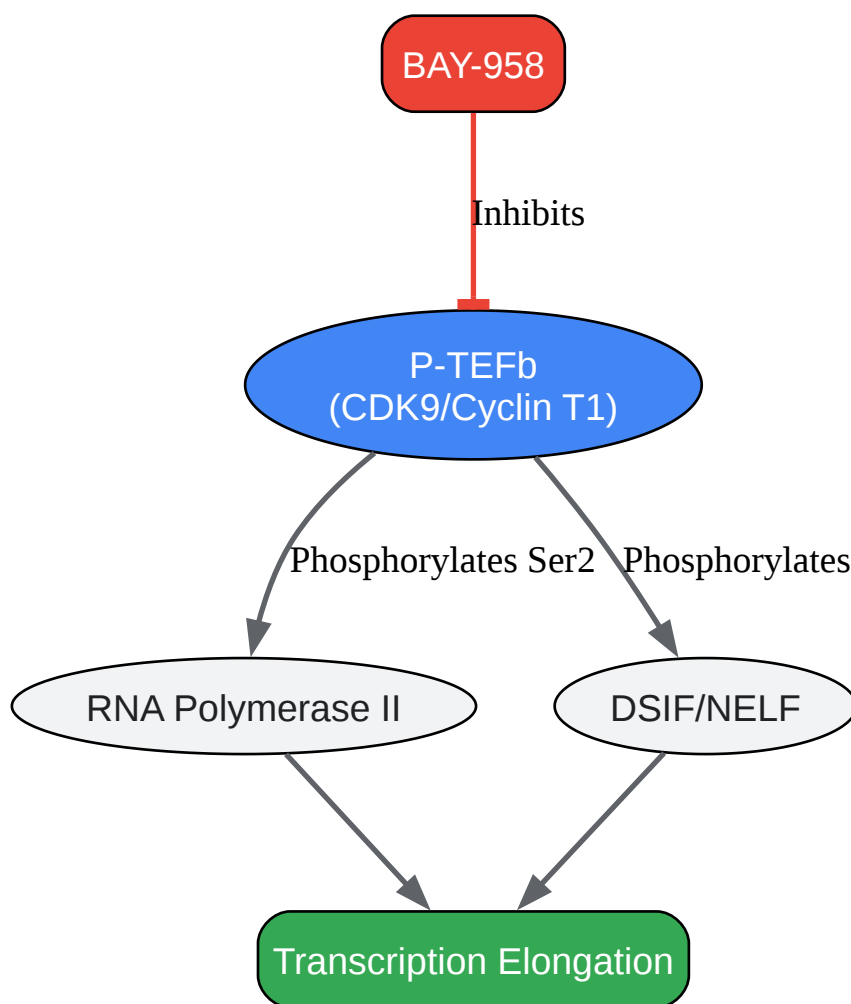 BAY-958
Inhibits
P-TEFb
(CDK9/Cyclin T1)
Phosphorylates Ser2
Phosphorylates
RNA Polymerase II
DSIF/NELF
Transcription Elongation